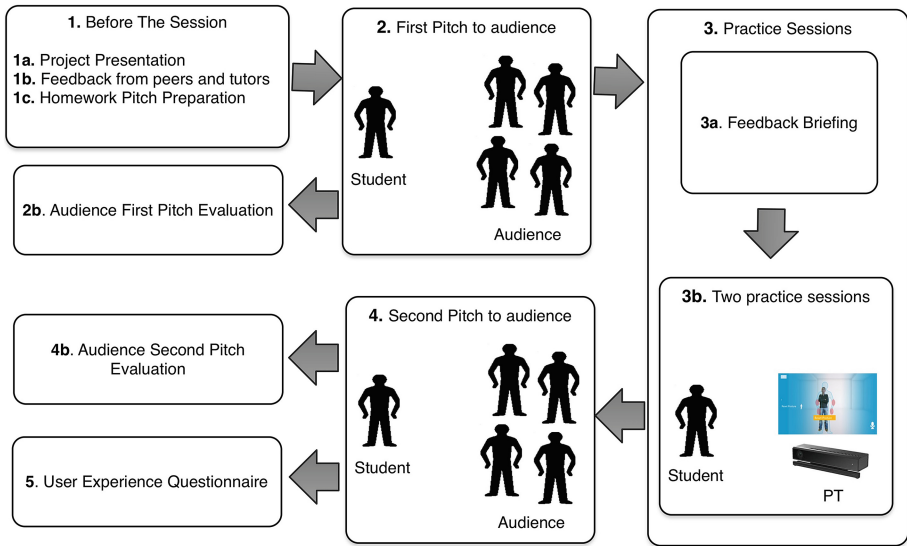 1. Before The Session
1a. Project Presentation
1b. Feedback from peers and tutors
1c. Homework Pitch Preparation
2. First Pitch to audience
Student
Audience
2b. Audience First Pitch Evaluation
3. Practice Sessions
3a. Feedback Briefing
3b. Two practice sessions
Student
PT
4. Second Pitch to audience
Student
Audience
4b. Audience Second Pitch
Evaluation
5. User Experience Questionnaire